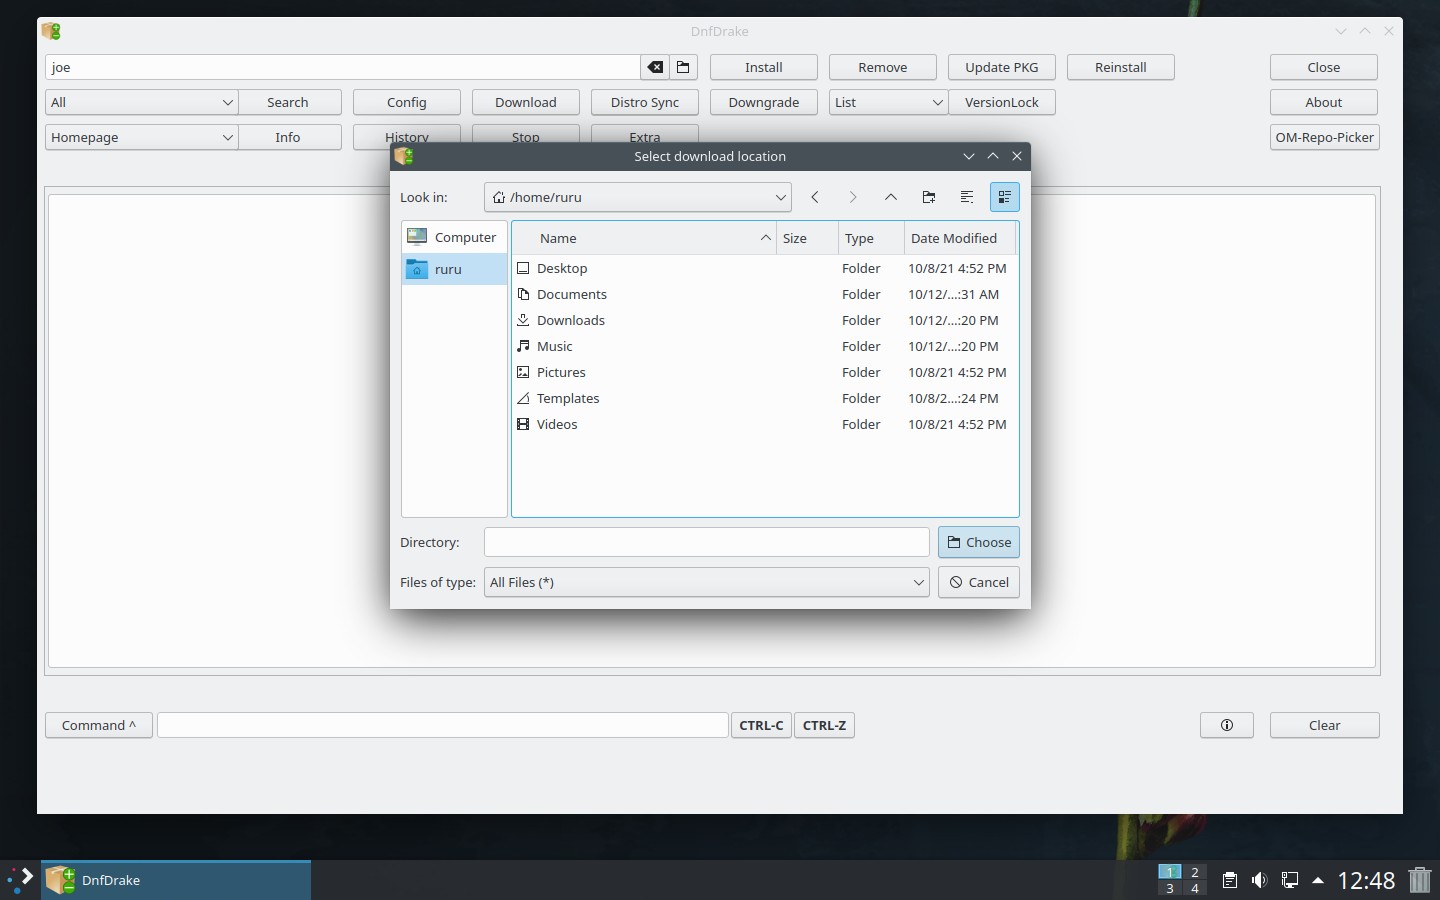 DnfDrake
joe
Install
Remove
Update PKG
Reinstall
Close
All
Search
Config
Download
Distro Sync
Downgrade
List
VersionLock
About
Homepage
Info
History
Stop
Extra
OM-Repo-Picker
Select download location
Look in:
/home/ruru
Computer
ruru
Name
Size
Type
Date Modified
Desktop Folder 10/8/21 4:52 PM
Documents Folder 10/12/...:31 AM
Downloads Folder 10/12/...:20 PM
Music Folder 10/12/...:20 PM
Pictures Folder 10/8/21 4:52 PM
Templates Folder 10/8/2...:24 PM
Videos Folder 10/8/21 4:52 PM
Directory:
Choose
Files of type:
All Files (*)
Cancel
Command ^
CTRL-C
CTRL-Z
Clear
DnfDrake
1 2
3 4
12:48